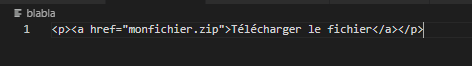 blabla
1 <p><a href="monfichier.zip">Télécharger le fichier</a></p>